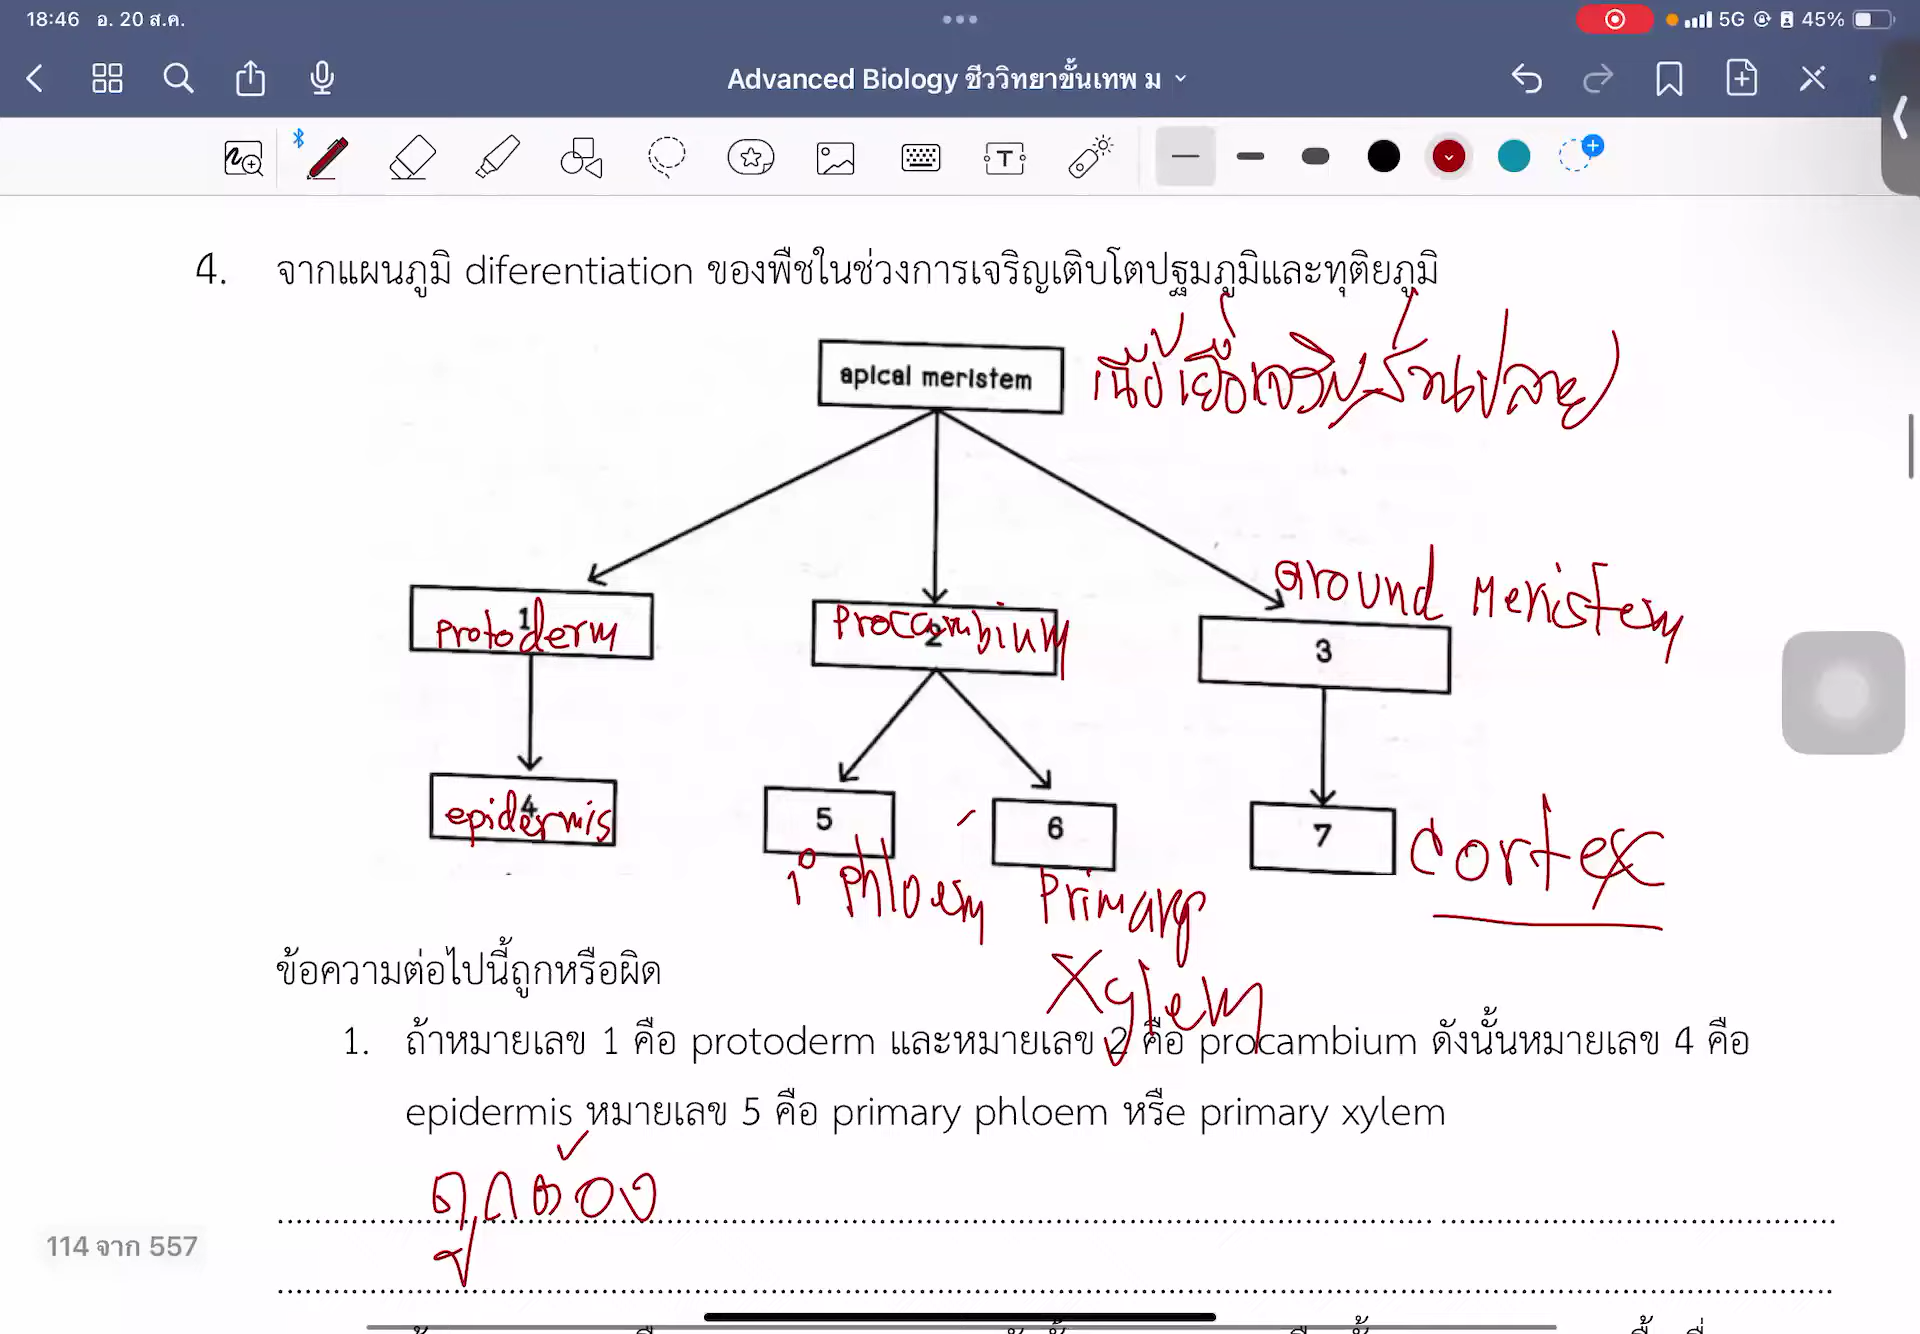 18:46 อ. 20 ส.ค.
5G 45%
Advanced Biology ชีววิทยาขั้นเทพ ม
4. จากแผนภูมิ diferentiation ของพืชในช่วงการเจริญเติบโตปฐมภูมิและทุติยภูมิ
apical meristem เนื้อเยื่อเจริญส่วนปลาย
Ground Meristem
1 protoderm
2 Proccambium
3
4 epidermis
5
6
7 cortex
1° phloem Primary
Xylem
ข้อความต่อไปนี้ถูกหรือผิด
1. ถ้าหมายเลข 1 คือ protoderm และหมายเลข 2 คือ procambium ดังนั้นหมายเลข 4 คือ
epidermis หมายเลข 5 คือ primary phloem หรืe primary xylem
ถูกต้อง
114 จาก 557